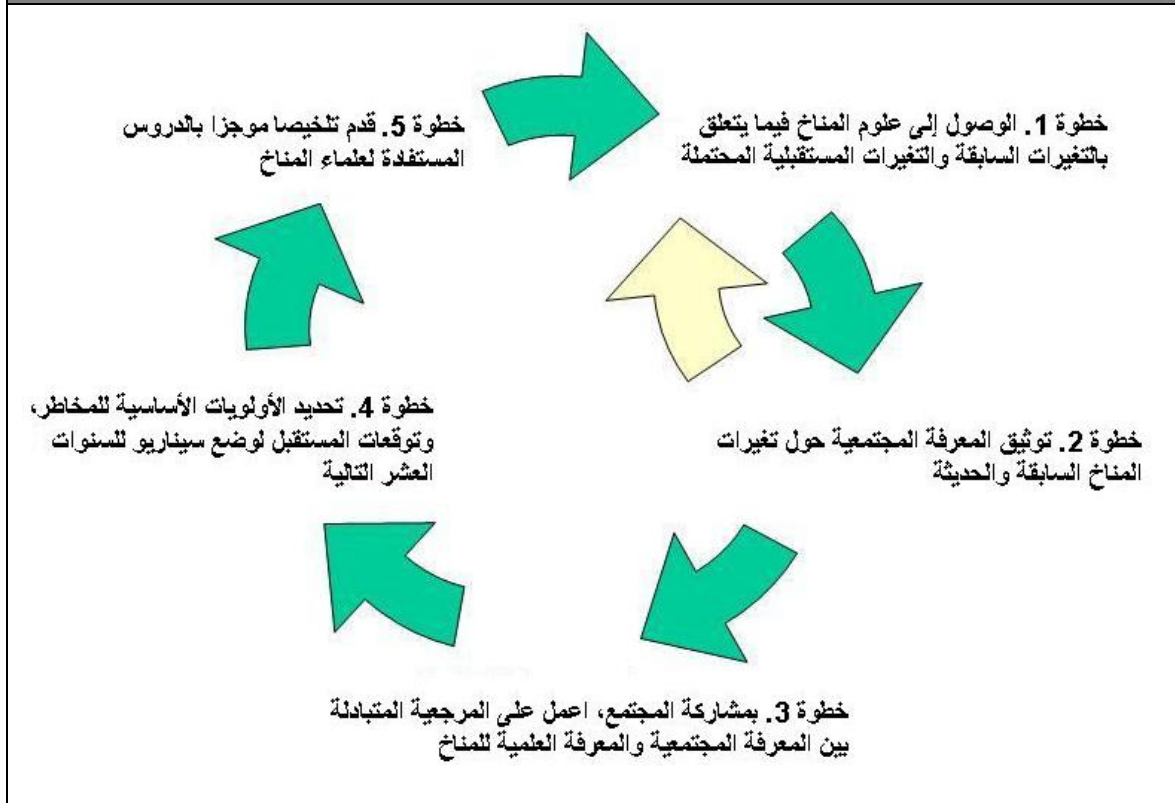 خطوة 1. الوصول إلى علوم المناخ فيما يتعلق
بالتغيرات السابقة والتغيرات المستقبلية المحتملة
خطوة 2. توثيق المعرفة المجتمعية حول تغيرات
المناخ السابقة والحديثة
خطوة 3. بمشاركة المجتمع، اعمل على المرجعية المتبادلة
بين المعرفة المجتمعية والمعرفة العلمية للمناخ
خطوة 4. تحديد الأولويات الأساسية للمخاطر،
وتوقعات المستقبل لوضع سيناريو للسنوات
العشر التالية
خطوة 5. قدم تلخيصا موجزا بالدروس
المستفادة لعلماء المناخ